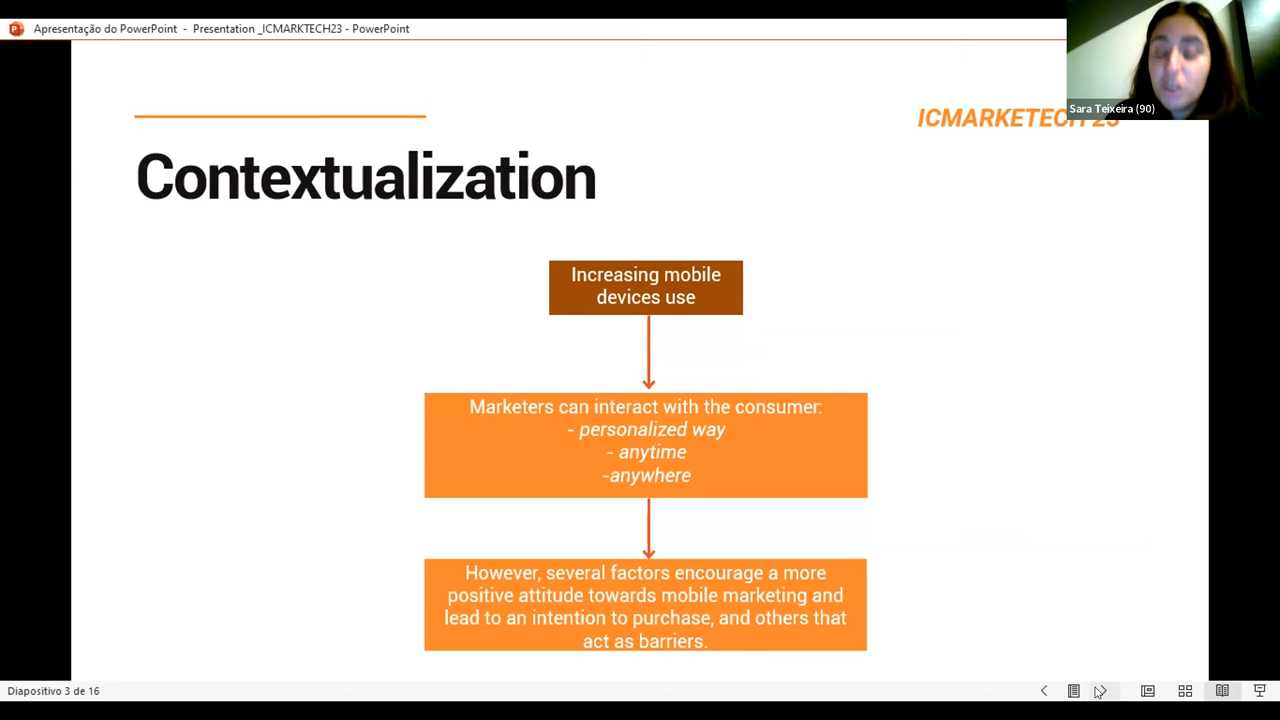 Apresentação do PowerPoint - Presentation _ICMARKTECH23 - PowerPoint
Sara Teixeira (90)
ICMARKETECH 23
Contextualization
Increasing mobile
devices use
Marketers can interact with the consumer:
- personalized way
- anytime
-anywhere
However, several factors encourage a more
positive attitude towards mobile marketing and
lead to an intention to purchase, and others that
act as barriers.
Diapositivo 3 de 16